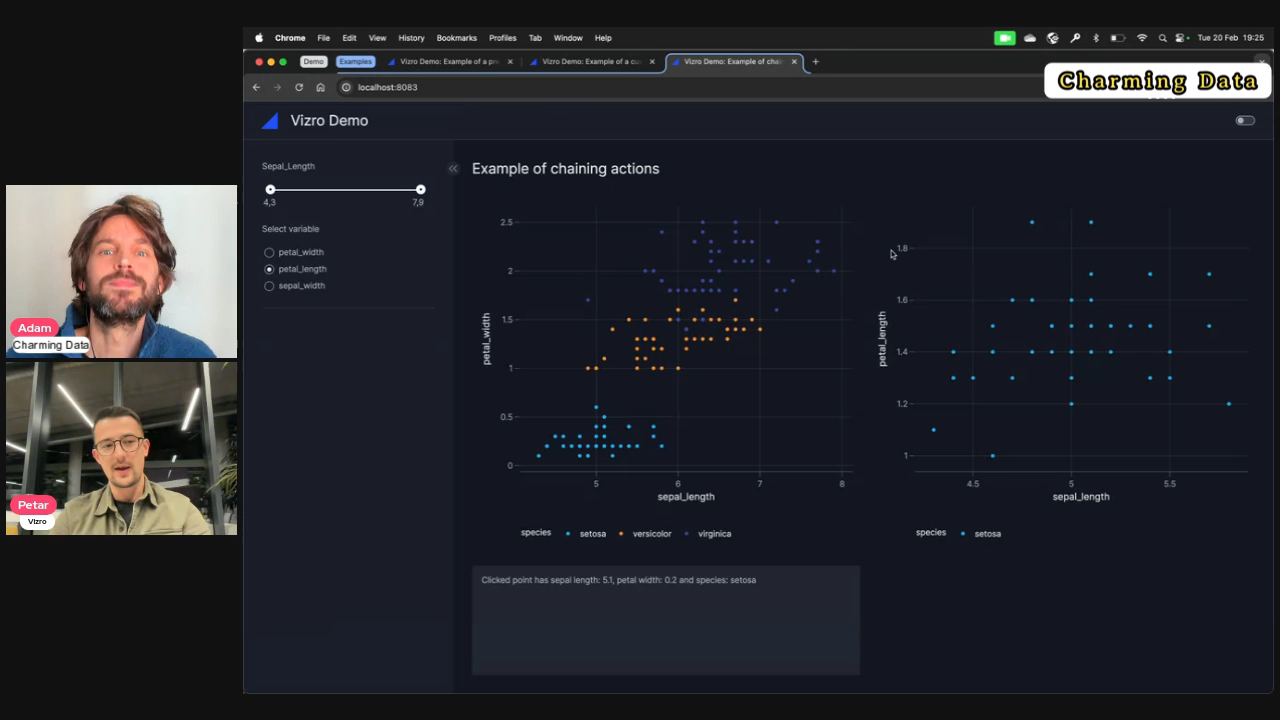 Chrome File Edit View History Bookmarks Profiles Tab Window Help
Tue 20 Feb 19:25
Demo
Examples
Vizro Demo: Example of a pr
Vizro Demo: Example of a cu
Vizro Demo: Example of chai
localhost:8083
Charming Data
Vizro Demo
Sepal_Length
4,3 7,9
Select variable
petal_width
petal_length
sepal_width
Example of chaining actions
2.5
2
1.5
1
0.5
0
petal_width
5 6 7 8
sepal_length
species setosa versicolor virginica
1.8
1.6
1.4
1.2
1
petal_length
4.5 5 5.5
sepal_length
species setosa
Clicked point has sepal length: 5.1, petal width: 0.2 and species: setosa
Adam
Charming Data
Petar
Vizro